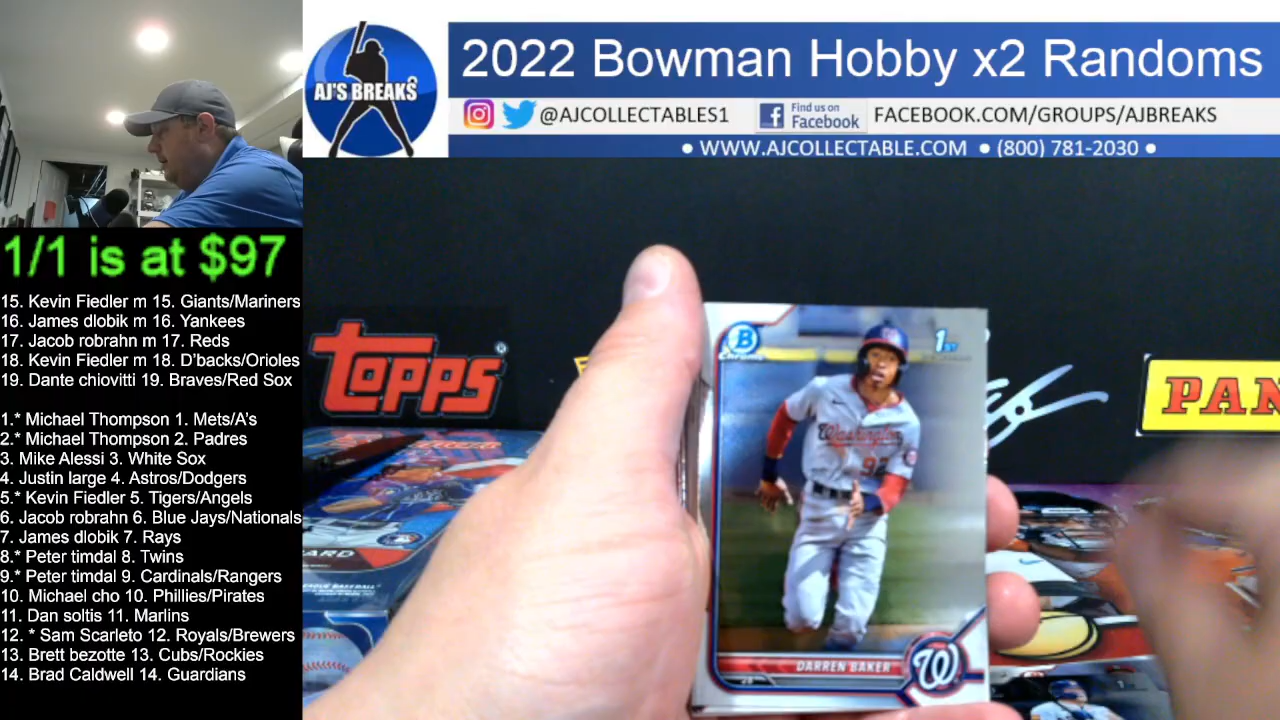 AJ'S BREAKS
2022 Bowman Hobby x2 Randoms
@AJCOLLECTABLES1
Find us on
Facebook
FACEBOOK.COM/GROUPS/AJBREAKS
• WWW.AJCOLLECTABLE.COM • (800) 781-2030 •
1/1 is at $97
15. Kevin Fiedler m 15. Giants/Mariners
16. James dlobik m 16. Yankees
17. Jacob robrahn m 17. Reds
18. Kevin Fiedler m 18. D'backs/Orioles
19. Dante chiovitti 19. Braves/Red Sox
1.* Michael Thompson 1. Mets/A's
2.* Michael Thompson 2. Padres
3. Mike Alessi 3. White Sox
4. Justin large 4. Astros/Dodgers
5.* Kevin Fiedler 5. Tigers/Angels
6. Jacob robrahn 6. Blue Jays/Nationals
7. James dlobik 7. Rays
8.* Peter timdal 8. Twins
9.* Peter timdal 9. Cardinals/Rangers
10. Michael cho 10. Phillies/Pirates
11. Dan soltis 11. Marlins
12. * Sam Scarleto 12. Royals/Brewers
13. Brett bezotte 13. Cubs/Rockies
14. Brad Caldwell 14. Guardians
TOPPS
PAN
B
Chrome
1ST
Washington
92
DARREN BAKER
2B
W